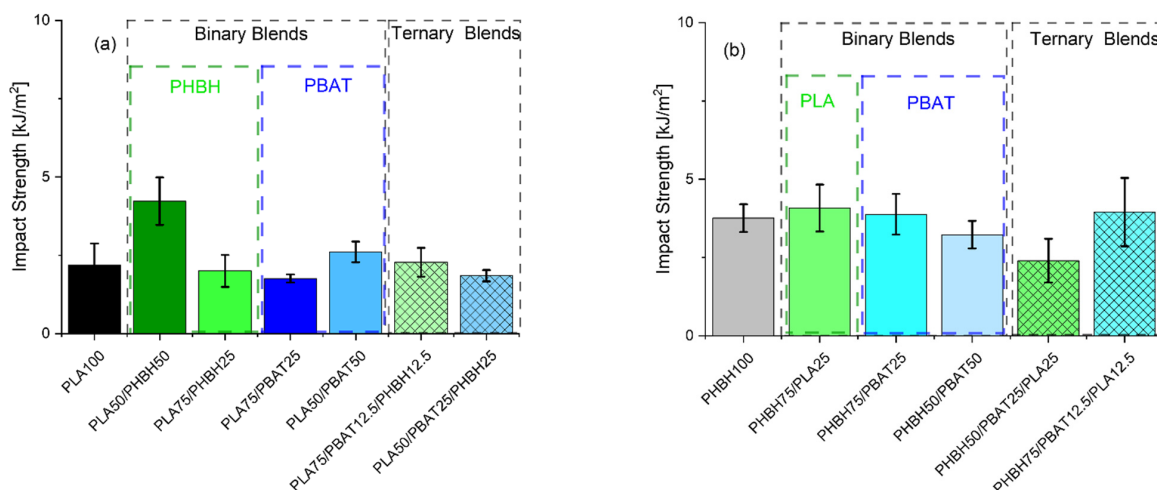 (a)
Binary Blends
Ternary Blends
PHBH
PBAT
Impact Strength [kJ/m²]
10
5
0
PLA100
PLA50/PHBH50
PLA75/PHBH25
PLA75/PBAT25
PLA50/PBAT50
PLA75/PBAT12.5/PHBH12.5
PLA50/PBAT25/PHBH25
(b)
Binary Blends
Ternary Blends
PLA
PBAT
Impact Strength [kJ/m²]
10
5
0
PHBH100
PHBH75/PLA25
PHBH75/PBAT25
PHBH50/PBAT50
PHBH50/PBAT25/PLA25
PHBH75/PBAT12.5/PLA12.5